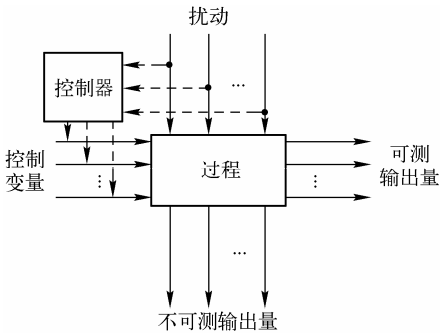 扰动
控制器
…
控制
变量
⋮
过程
可测
输出量
⋮
…
不可测输出量